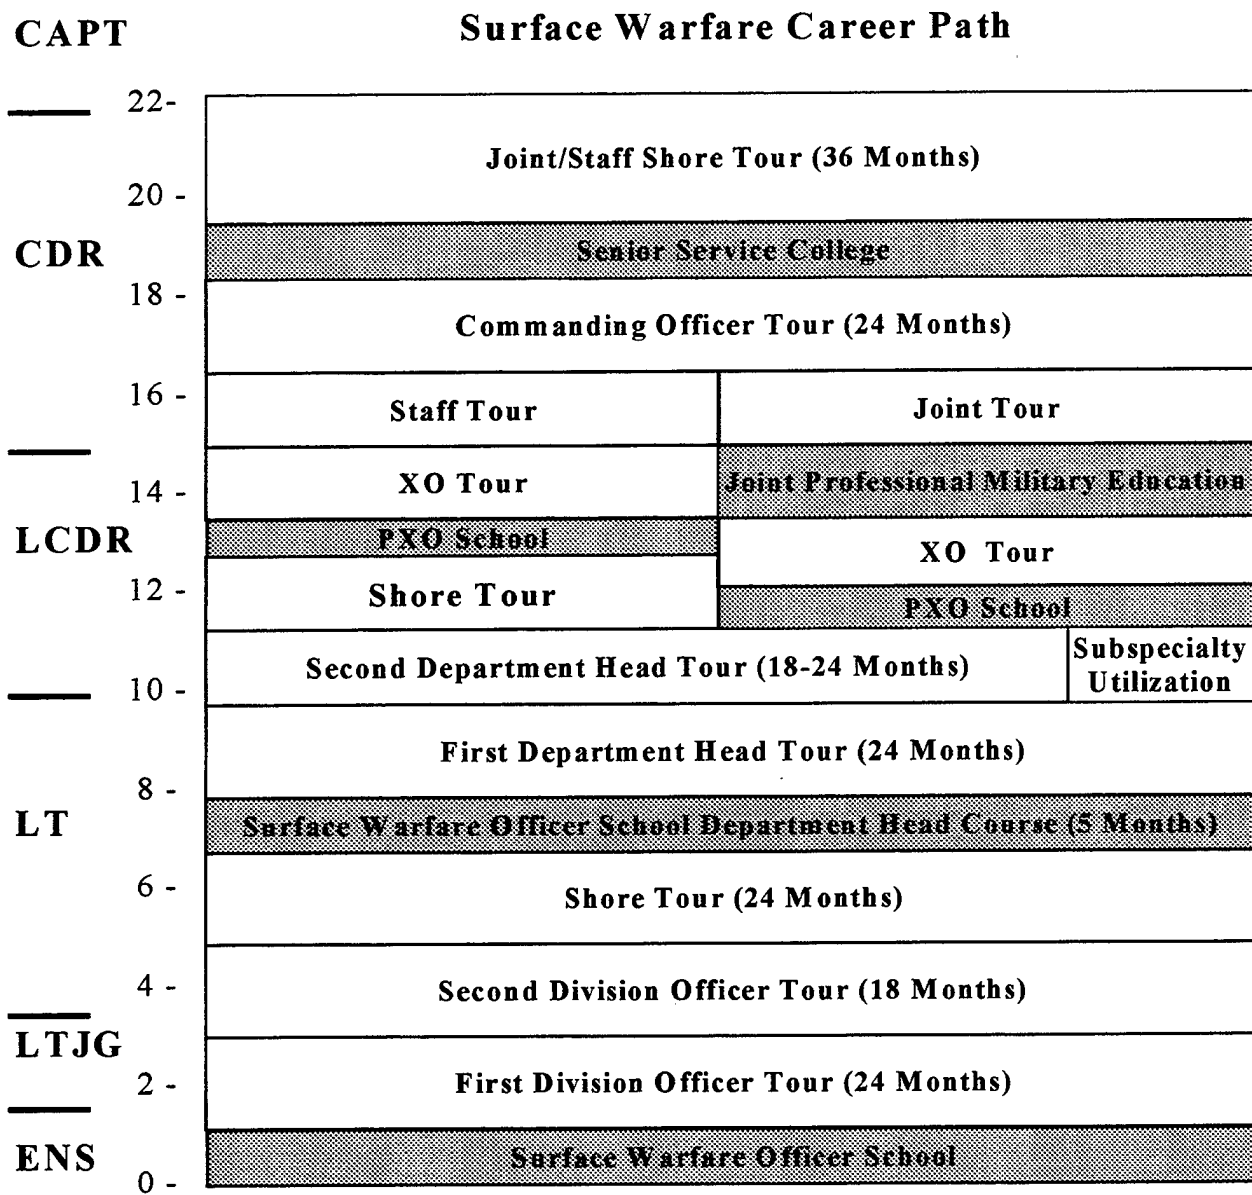 CAPT
Surface Warfare Career Path
22-
Joint/Staff Shore Tour (36 Months)
20 -
CDR
Senior Service College
18 -
Commanding Officer Tour (24 Months)
16 -
Staff Tour
Joint Tour
XO Tour
Joint Professional Military Education
14 -
LCDR
PXO School
XO Tour
12 -
Shore Tour
PXO School
Second Department Head Tour (18-24 Months)
Subspecialty
Utilization
10 -
First Department Head Tour (24 Months)
8 -
LT
Surface Warfare Officer School Department Head Course (5 Months)
6 -
Shore Tour (24 Months)
4 -
Second Division Officer Tour (18 Months)
LTJG
2 -
First Division Officer Tour (24 Months)
ENS
Surface Warfare Officer School
0 -